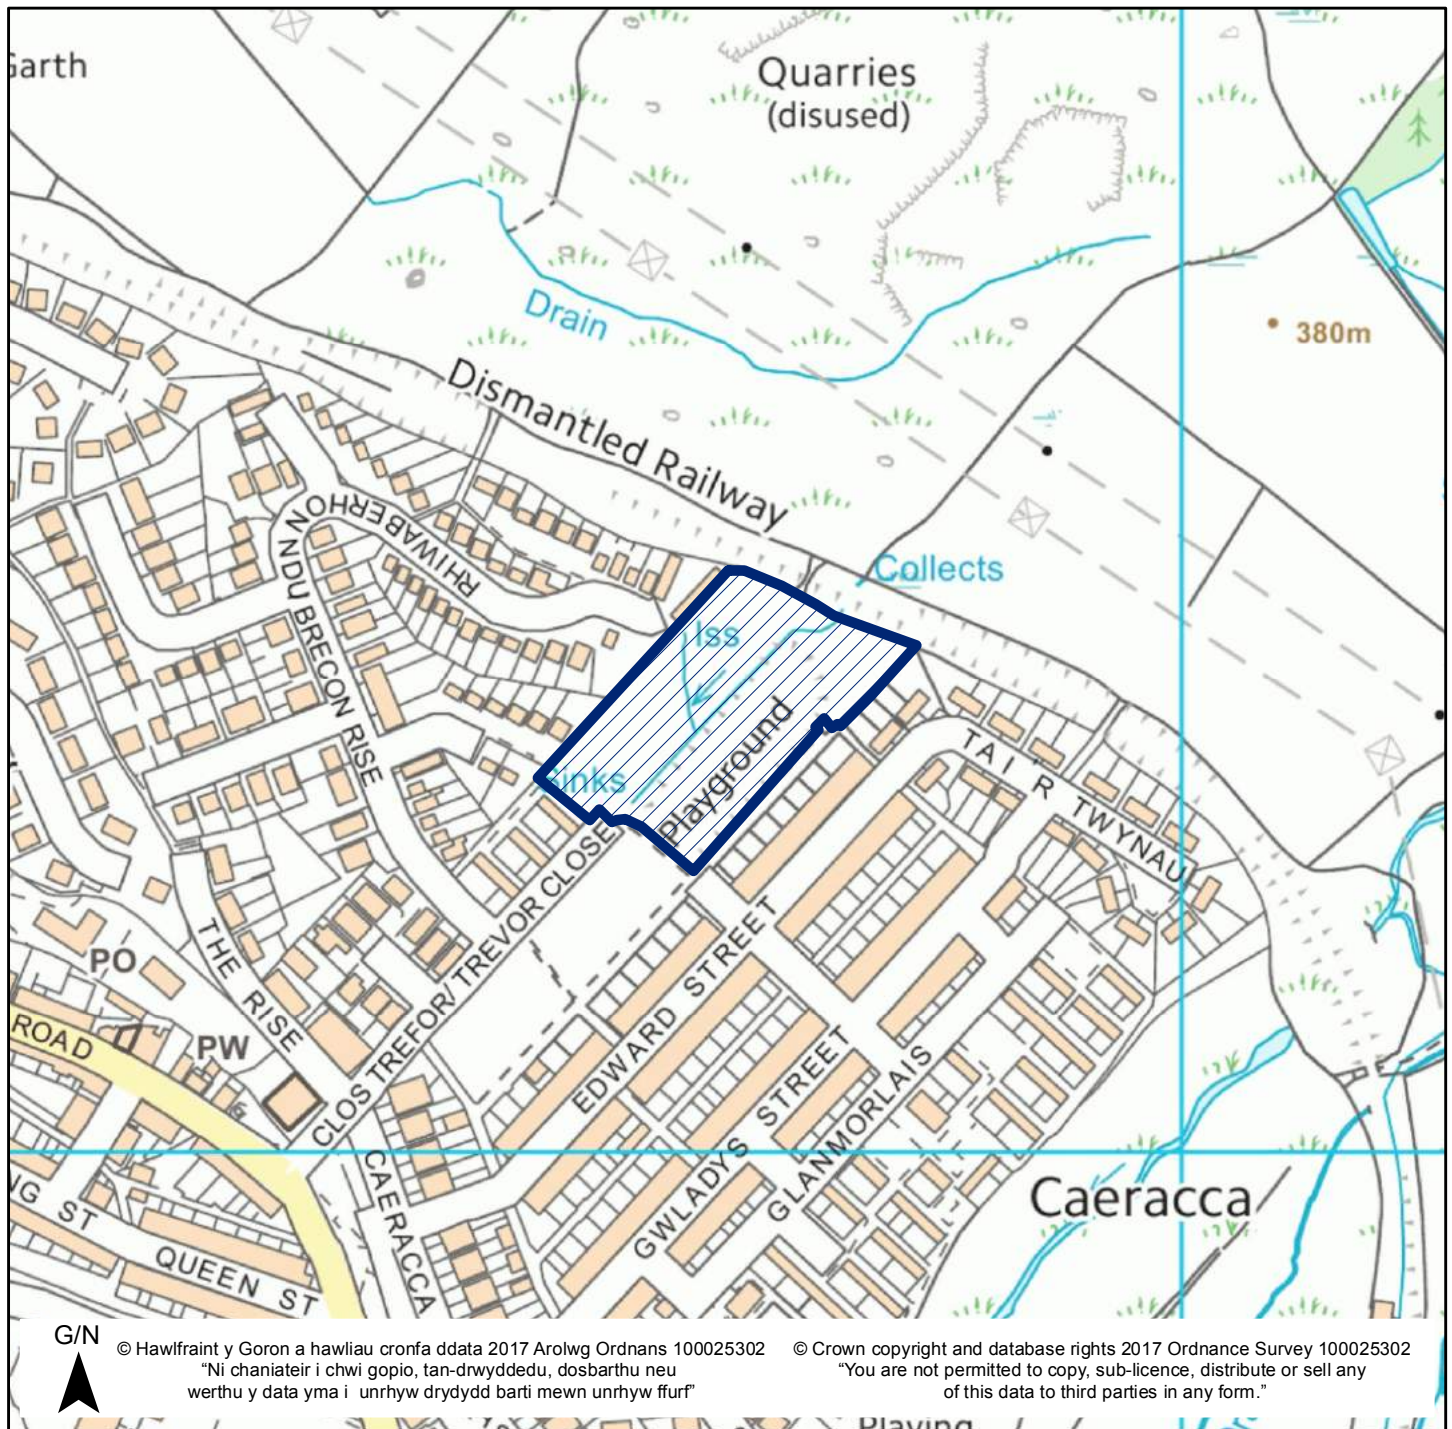 Garth
Quarries
(disused)
Drain
380m
Dismantled Railway
Collects
RHIWABERHONDU
Iss
BRECON RISE
Playground
Sinks
TAI'R TWYNAU
CLOS TREFOR/ TREVOR CLOSE
THE RISE
PO
PW
ROAD
EDWARD STREET
GWLADYS STREET
GLANMORLAIS
CAERACCA
Caeracca
NG ST
QUEEN ST
G/N
© Hawlfraint y Goron a hawliau cronfa ddata 2017 Arolwg Ordnans 100025302
“Ni chaniateir i chwi gopio, tan-drwyddedu, dosbarthu neu
werthu y data yma i unrhyw drydydd barti mewn unrhyw ffurf”
© Crown copyright and database rights 2017 Ordnance Survey 100025302
“You are not permitted to copy, sub-licence, distribute or sell any
of this data to third parties in any form.”
Playing